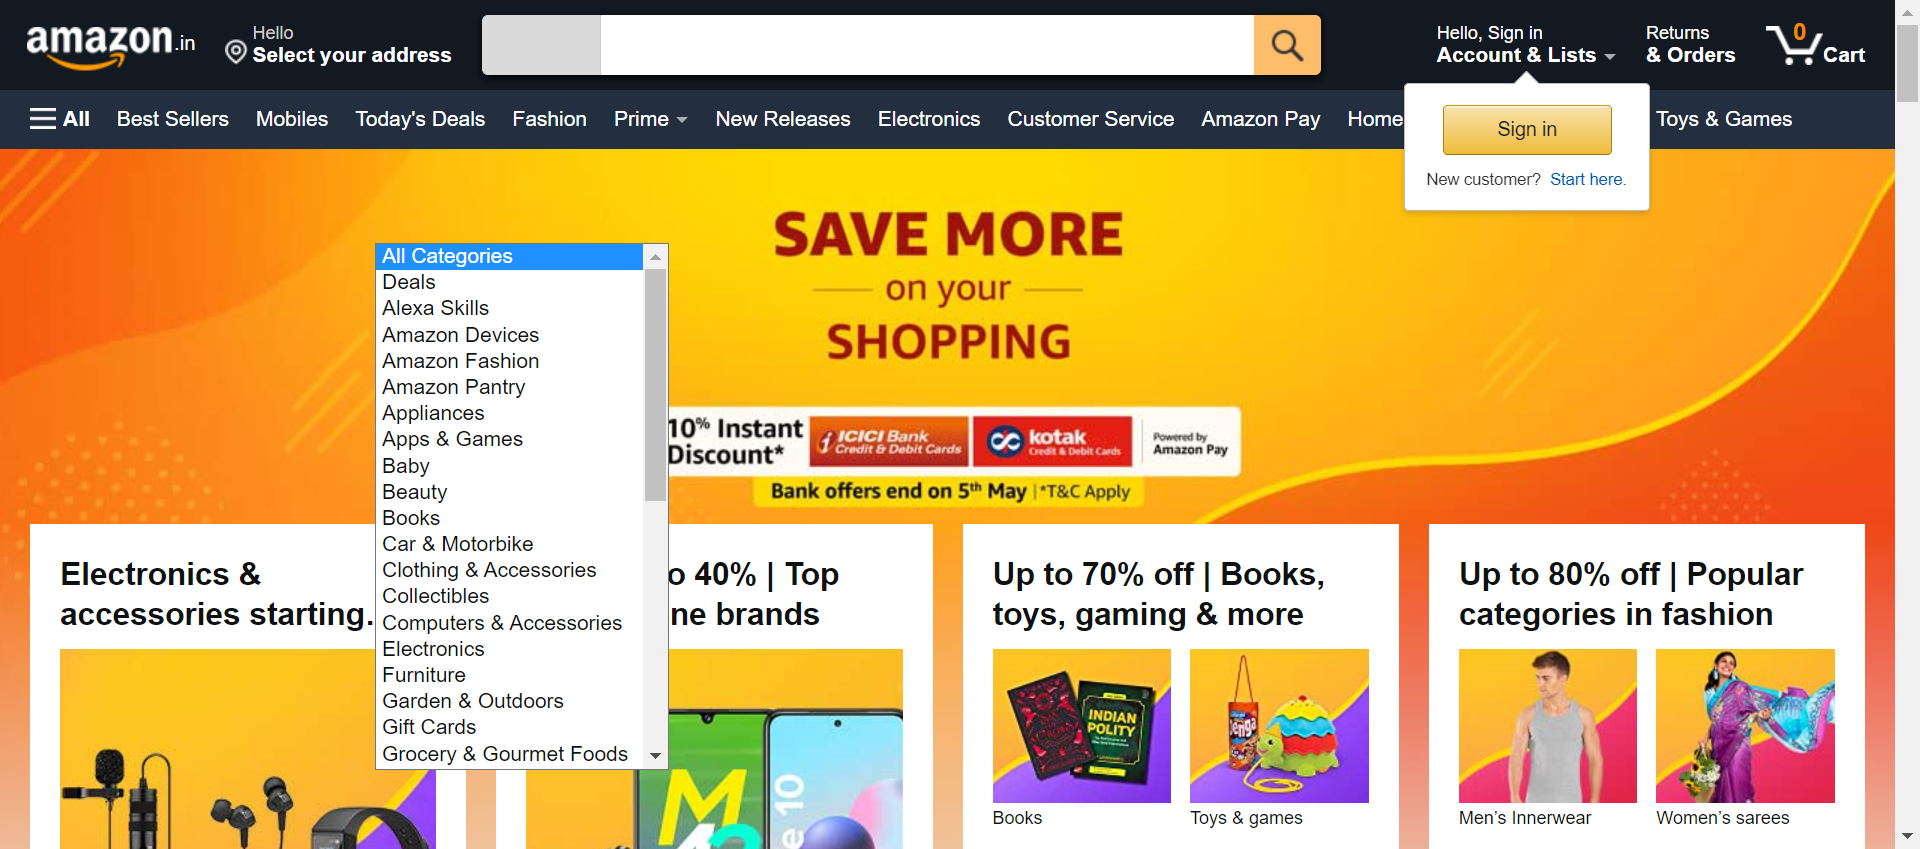 amazon.in
Hello
Select your address
Hello, Sign in
Account & Lists
Returns
& Orders
0
Cart
All
Best Sellers
Mobiles
Today's Deals
Fashion
Prime
New Releases
Electronics
Customer Service
Amazon Pay
Home
Toys & Games
Sign in
New customer? Start here.
SAVE MORE
on your
SHOPPING
10% Instant
Discount*
ICICI Bank
Credit & Debit Cards
kotak
Credit & Debit Cards
Powered by
Amazon Pay
Bank offers end on 5th May | *T&C Apply
All Categories
Deals
Alexa Skills
Amazon Devices
Amazon Fashion
Amazon Pantry
Appliances
Apps & Games
Baby
Beauty
Books
Car & Motorbike
Clothing & Accessories
Collectibles
Computers & Accessories
Electronics
Furniture
Garden & Outdoors
Gift Cards
Grocery & Gourmet Foods
Electronics &
accessories starting.
o 40% | Top
ne brands
Up to 70% off | Books,
toys, gaming & more
INDIAN
POLITY
Jenga
Books
Toys & games
Up to 80% off | Popular
categories in fashion
Men's Innerwear
Women's sarees